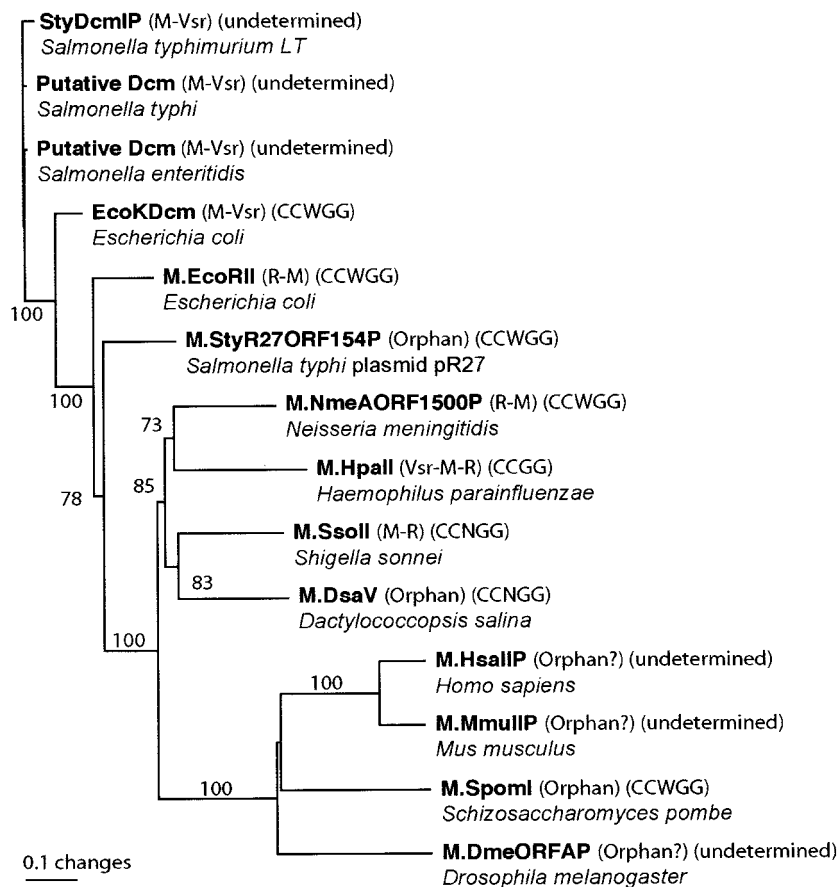 StyDcmIP (M-Vsr) (undetermined)
Salmonella typhimurium LT
Putative Dcm (M-Vsr) (undetermined)
Salmonella typhi
Putative Dcm (M-Vsr) (undetermined)
Salmonella enteritidis
EcoKDcm (M-Vsr) (CCWGG)
Escherichia coli
M.EcoRII (R-M) (CCWGG)
Escherichia coli
100
M.StyR27ORF154P (Orphan) (CCWGG)
Salmonella typhi plasmid pR27
100
M.NmeAORF1500P (R-M) (CCWGG)
73
Neisseria meningitidis
M.HpaII (Vsr-M-R) (CCGG)
85
Haemophilus parainfluenzae
78
M.SsoII (M-R) (CCNGG)
Shigella sonnei
83
M.DsaV (Orphan) (CCNGG)
Dactylococcopsis salina
100
M.HsaIIP (Orphan?) (undetermined)
100
Homo sapiens
M.MmuIIP (Orphan?) (undetermined)
Mus musculus
100
M.SpomI (Orphan) (CCWGG)
Schizosaccharomyces pombe
M.DmeORFAP (Orphan?) (undetermined)
0.1 changes
Drosophila melanogaster